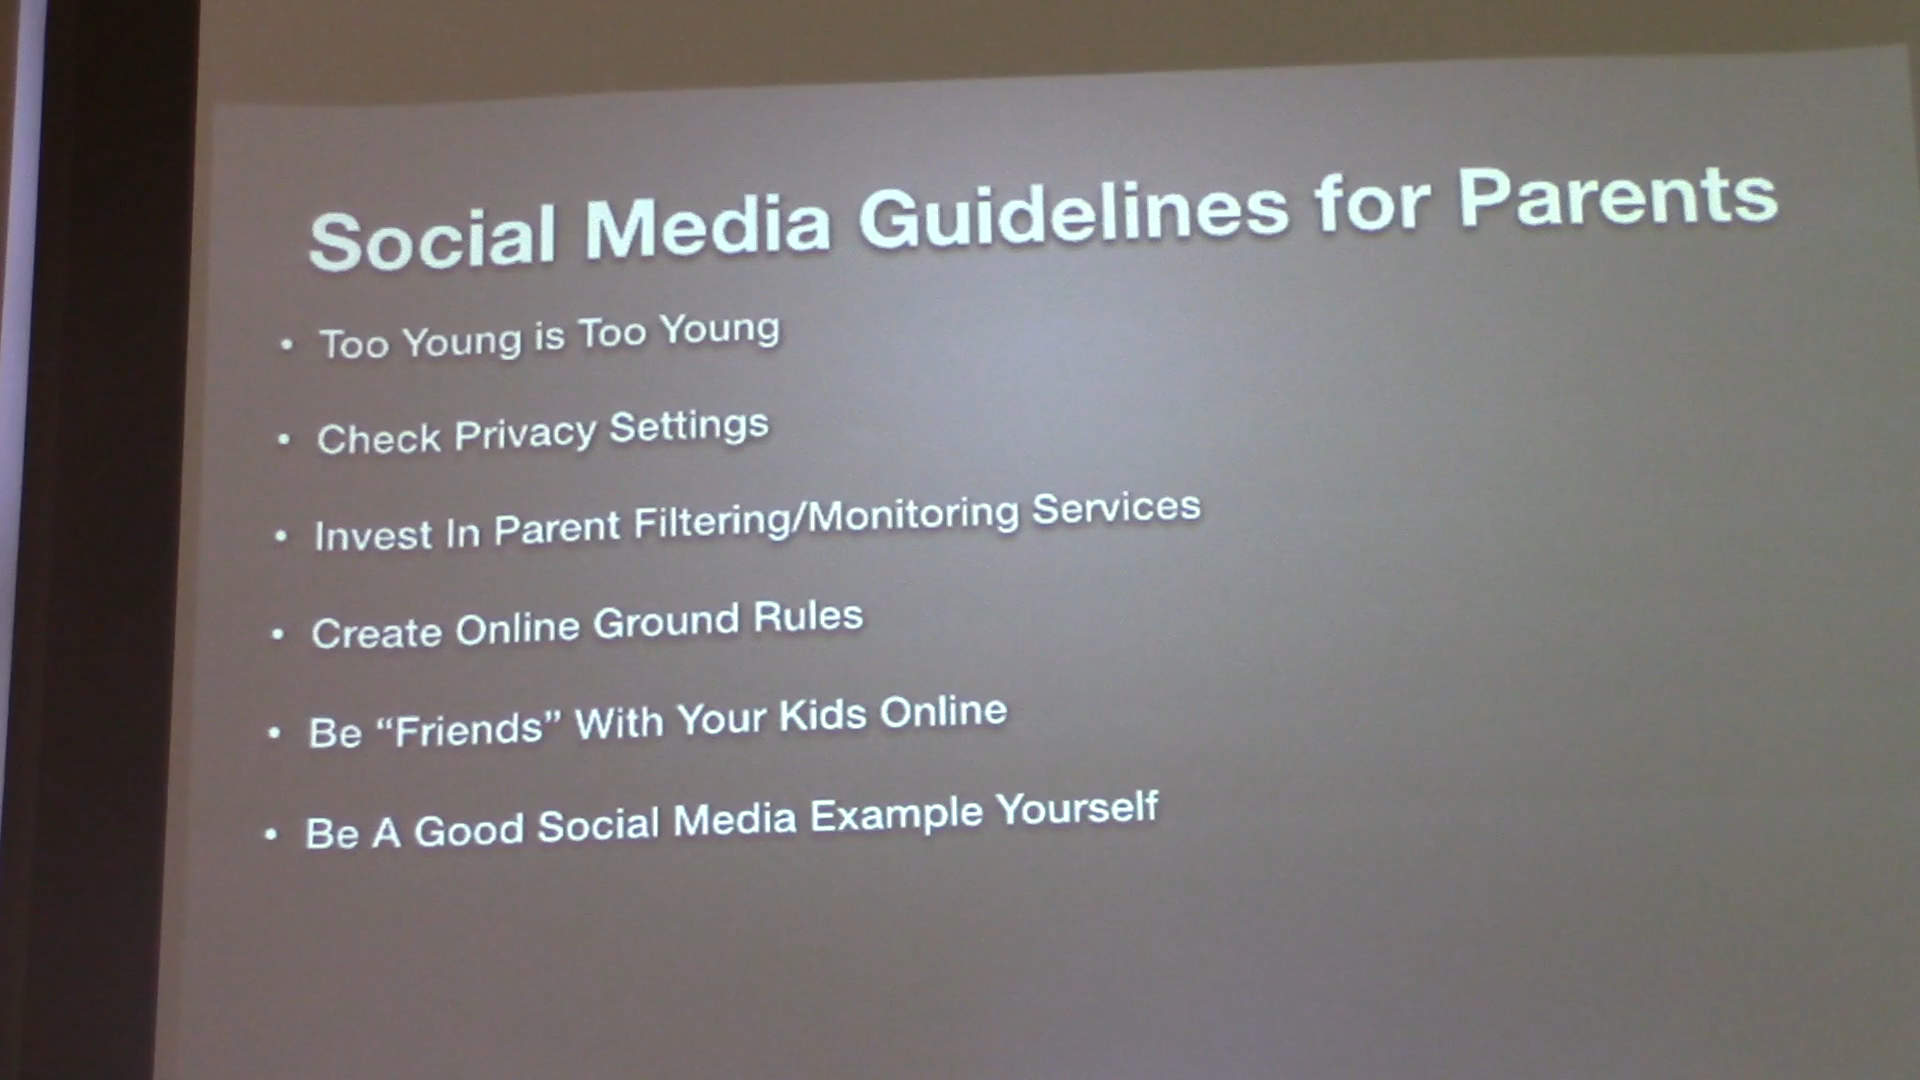 Social Media Guidelines for Parents
• Too Young is Too Young
• Check Privacy Settings
• Invest In Parent Filtering/Monitoring Services
• Create Online Ground Rules
• Be “Friends” With Your Kids Online
• Be A Good Social Media Example Yourself